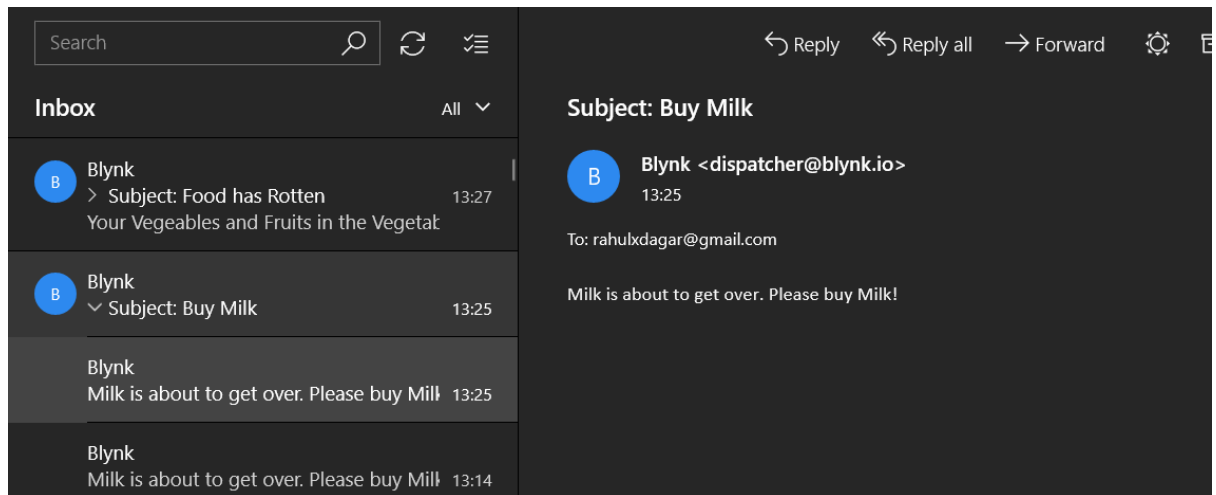 Search
Inbox
All
B
Blynk
Subject: Food has Rotten
13:27
Your Vegeables and Fruits in the
B
Blynk
Subject: Buy Milk
13:25
Blynk
Milk is about to get over. Please buy
13:25
Blynk
Milk is about to get over. Please buy
13:14
Reply
Reply all
Forward
Subject: Buy Milk
B
Blynk <dispatcher@blynk.io>
13:25
To: rahulxdagar@gmail.com
Milk is about to get over. Please buy Milk!